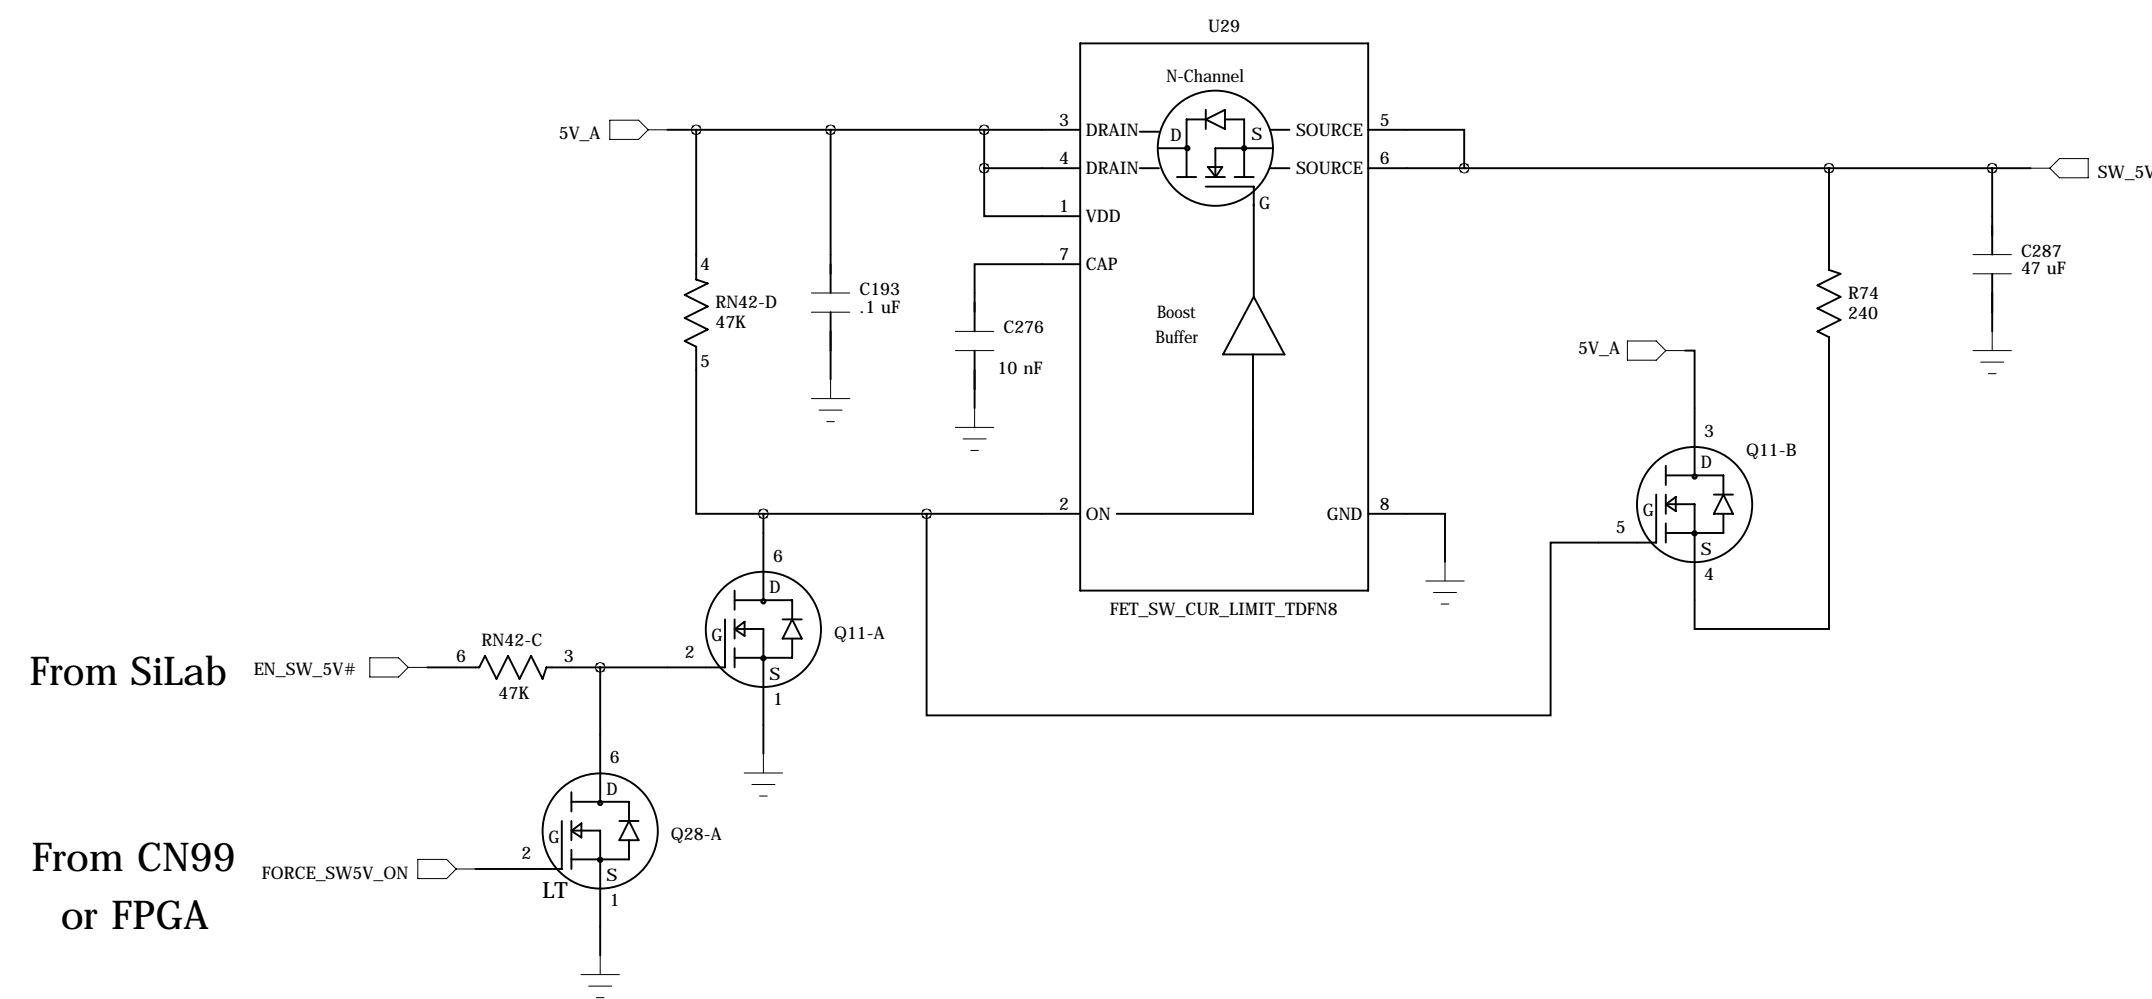 U29
N-Channel
5V_A
3
DRAIN
D
S
SOURCE
5
4
DRAIN
SOURCE
6
SW_5V
1
VDD
G
7
CAP
4
RN42-D
47K
5
C193
.1 uF
C276
10 nF
Boost
Buffer
C287
47 uF
R74
240
5V_A
3
Q11-B
D
G
5
S
4
2
ON
GND
8
FET_SW_CUR_LIMIT_TDFN8
6
D
G
Q11-A
2
S
1
From SiLab
EN_SW_5V#
6
RN42-C
3
47K
6
D
G
Q28-A
2
S
LT
1
From CN99
or FPGA
FORCE_SW5V_ON